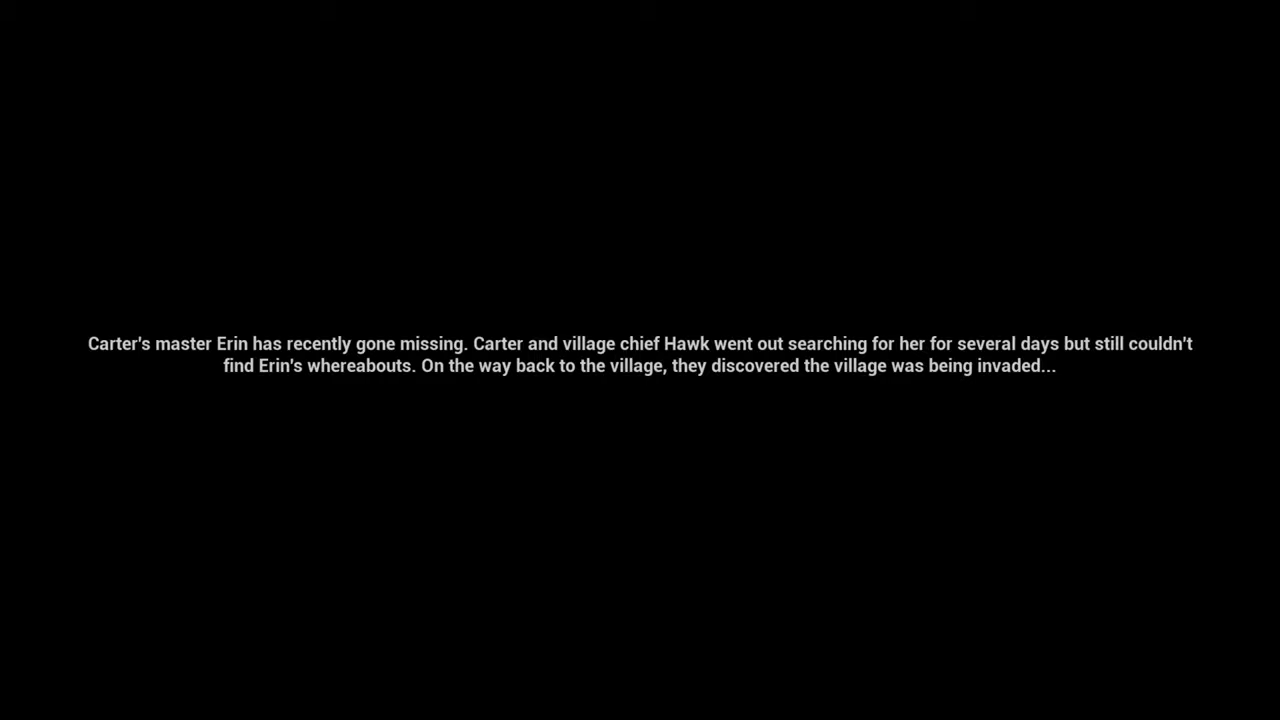 Carter's master Erin has recently gone missing. Carter and village chief Hawk went out searching for her for several days but still couldn't
find Erin's whereabouts. On the way back to the village, they discovered the village was being invaded...